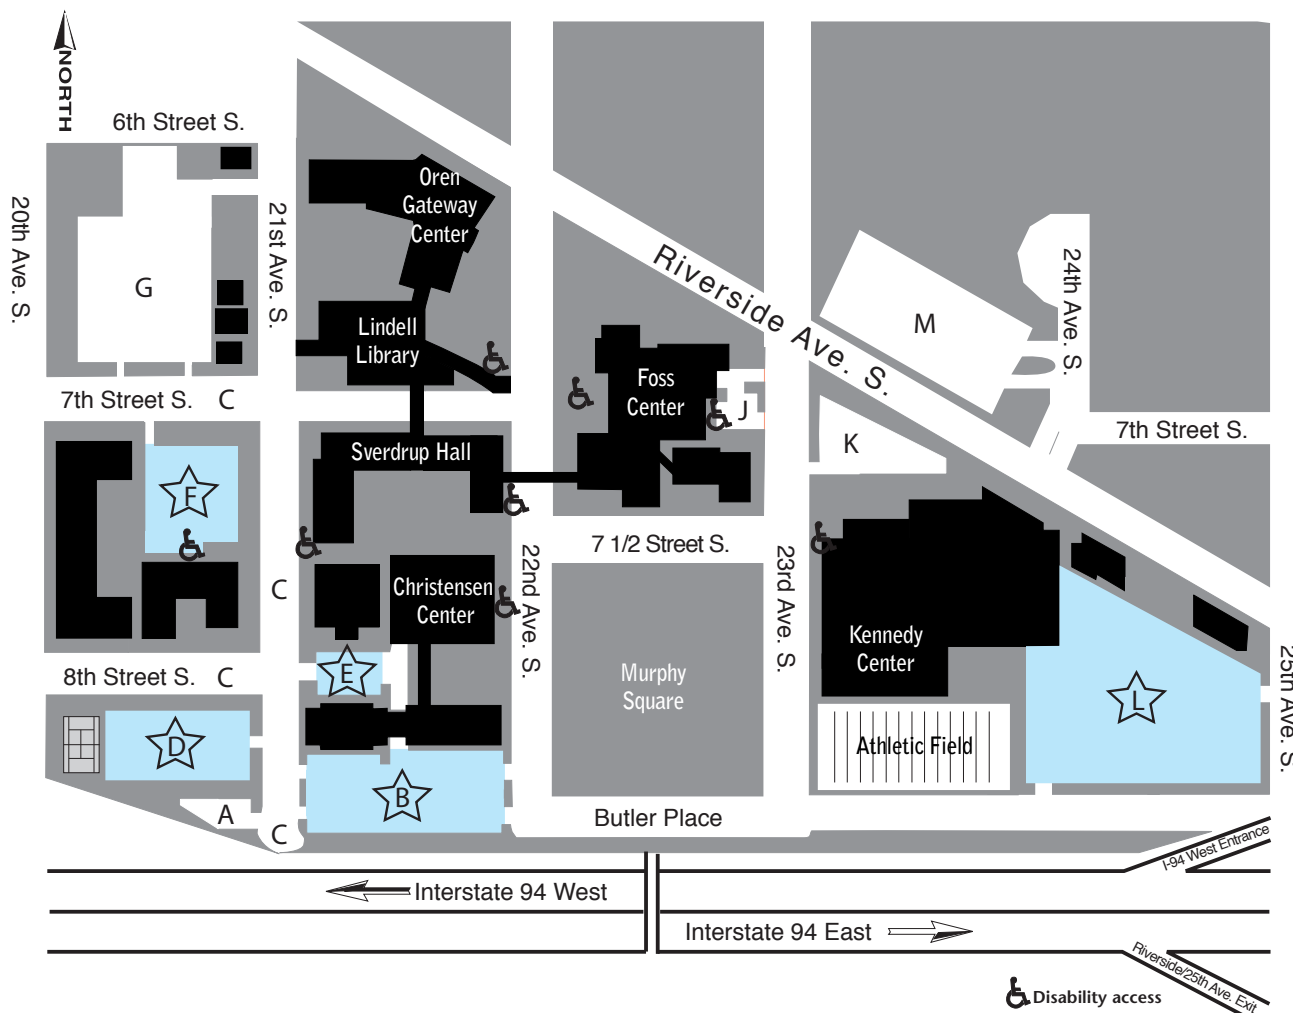 NORTH
6th Street S.
20th Ave. S.
21st Ave. S.
G
Oren
Gateway
Center
Lindell
Library
Riverside Ave. S.
M
24th Ave. S.
Foss
Center
J
7th Street S.
C
K
7th Street S.
Sverdrup Hall
F
7 1/2 Street S.
22nd Ave. S.
23rd Ave. S.
C
Christensen
Center
Kennedy
Center
8th Street S.
C
E
Murphy
Square
L
25th Ave. S.
D
Athletic Field
B
A
C
Butler Place
I-94 West Entrance
Interstate 94 West
Interstate 94 East
Riverside/25th Ave. Exit
Disability access